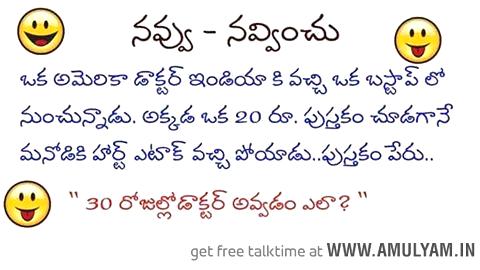 నవ్వు - నవ్వించు
ఒక అమెరికా డాక్టర్ ఇండియా కి వచ్చి ఒక బస్టాప్ లో
నుంచున్నాడు. అక్కడ ఒక 20 రూ. పుస్తకం చూడగానే
మనోడికి హార్ట్ ఎటాక్ వచ్చి పోయాడు..పుస్తకం పేరు..
" 30 రోజుల్లోడాక్టర్ అవ్వడం ఎలా? "
get free talktime at WWW.AMULYAM.IN